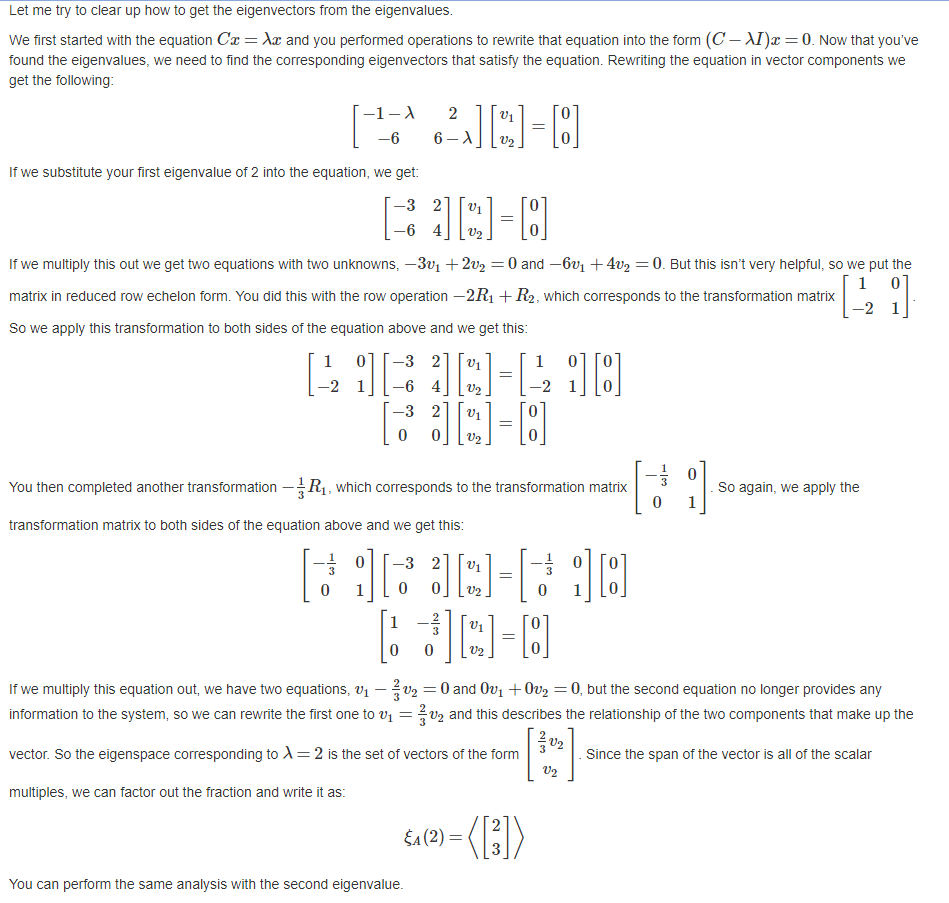 Let me try to clear up how to get the eigenvectors from the eigenvalues.
We first started with the equation $Cx = \lambda x$ and you performed operations to rewrite that equation into the form $(C - \lambda I)x = 0$. Now that you've
found the eigenvalues, we need to find the corresponding eigenvectors that satisfy the equation. Rewriting the equation in vector components we
get the following:
$\begin{bmatrix} -1-\lambda & 2 \\ -6 & 6-\lambda \end{bmatrix} \begin{bmatrix} v_1 \\ v_2 \end{bmatrix} = \begin{bmatrix} 0 \\ 0 \end{bmatrix}$
If we substitute your first eigenvalue of 2 into the equation, we get:
$\begin{bmatrix} -3 & 2 \\ -6 & 4 \end{bmatrix} \begin{bmatrix} v_1 \\ v_2 \end{bmatrix} = \begin{bmatrix} 0 \\ 0 \end{bmatrix}$
If we multiply this out we get two equations with two unknowns, $-3v_1 + 2v_2 = 0$ and $-6v_1 + 4v_2 = 0$. But this isn't very helpful, so we put the
matrix in reduced row echelon form. You did this with the row operation $-2R_1 + R_2$, which corresponds to the transformation matrix $\begin{bmatrix} 1 & 0 \\ -2 & 1 \end{bmatrix}$.
So we apply this transformation to both sides of the equation above and we get this:
$\begin{bmatrix} 1 & 0 \\ -2 & 1 \end{bmatrix} \begin{bmatrix} -3 & 2 \\ -6 & 4 \end{bmatrix} \begin{bmatrix} v_1 \\ v_2 \end{bmatrix} = \begin{bmatrix} 1 & 0 \\ -2 & 1 \end{bmatrix} \begin{bmatrix} 0 \\ 0 \end{bmatrix}$
$\begin{bmatrix} -3 & 2 \\ 0 & 0 \end{bmatrix} \begin{bmatrix} v_1 \\ v_2 \end{bmatrix} = \begin{bmatrix} 0 \\ 0 \end{bmatrix}$
You then completed another transformation $-\frac{1}{3}R_1$, which corresponds to the transformation matrix $\begin{bmatrix} -\frac{1}{3} & 0 \\ 0 & 1 \end{bmatrix}$. So again, we apply the
transformation matrix to both sides of the equation above and we get this:
$\begin{bmatrix} -\frac{1}{3} & 0 \\ 0 & 1 \end{bmatrix} \begin{bmatrix} -3 & 2 \\ 0 & 0 \end{bmatrix} \begin{bmatrix} v_1 \\ v_2 \end{bmatrix} = \begin{bmatrix} -\frac{1}{3} & 0 \\ 0 & 1 \end{bmatrix} \begin{bmatrix} 0 \\ 0 \end{bmatrix}$
$\begin{bmatrix} 1 & -\frac{2}{3} \\ 0 & 0 \end{bmatrix} \begin{bmatrix} v_1 \\ v_2 \end{bmatrix} = \begin{bmatrix} 0 \\ 0 \end{bmatrix}$
If we multiply this equation out, we have two equations, $v_1 - \frac{2}{3}v_2 = 0$ and $0v_1 + 0v_2 = 0$, but the second equation no longer provides any
information to the system, so we can rewrite the first one to $v_1 = \frac{2}{3}v_2$ and this describes the relationship of the two components that make up the
vector. So the eigenspace corresponding to $\lambda = 2$ is the set of vectors of the form $\begin{bmatrix} \frac{2}{3}v_2 \\ v_2 \end{bmatrix}$. Since the span of the vector is all of the scalar
multiples, we can factor out the fraction and write it as:
$\xi_A(2) = \left\langle \begin{bmatrix} 2 \\ 3 \end{bmatrix} \right\rangle$
You can perform the same analysis with the second eigenvalue.